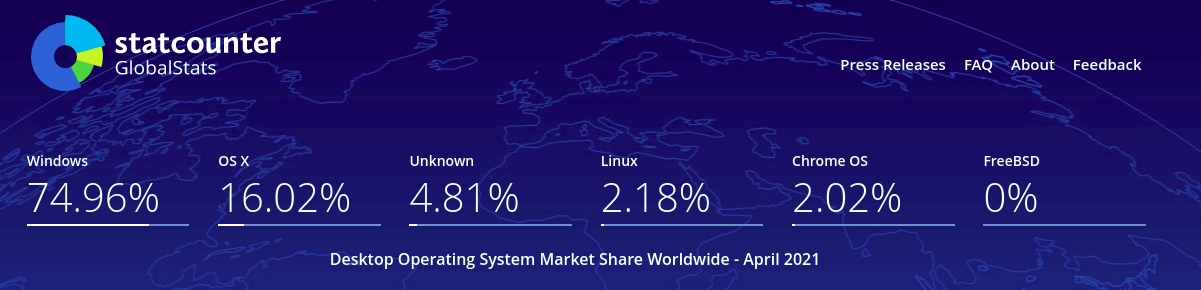 statcounter
GlobalStats
Press Releases FAQ About Feedback
Windows OS X Unknown Linux Chrome OS FreeBSD
74.96% 16.02% 4.81% 2.18% 2.02% 0%
Desktop Operating System Market Share Worldwide - April 2021